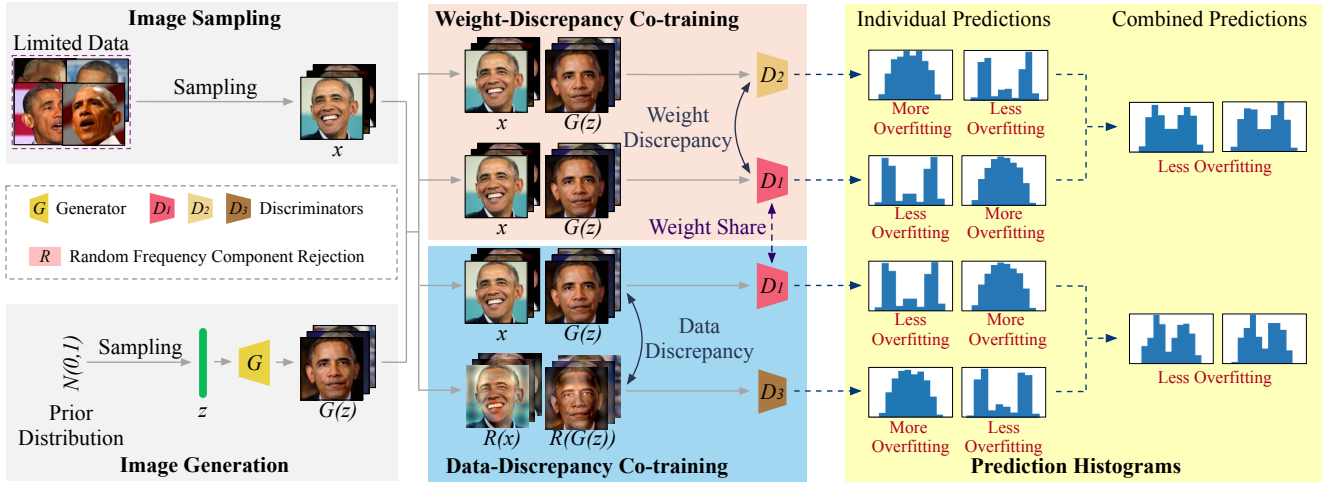 Image Sampling
Limited Data
Sampling
x
G Generator D1 D2 D3 Discriminators
R Random Frequency Component Rejection
N(0,1)
Sampling
G
Prior
Distribution
z
G(z)
Image Generation
Weight-Discrepancy Co-training
D2
x G(z)
Weight
Discrepancy
D1
x G(z)
Weight Share
D1
x G(z)
Data
Discrepancy
D3
R(x) R(G(z))
Data-Discrepancy Co-training
Individual Predictions
Combined Predictions
More
Overfitting
Less
Overfitting
Less
Overfitting
More
Overfitting
Less Overfitting
Less
Overfitting
More
Overfitting
More
Overfitting
Less
Overfitting
Less Overfitting
Prediction Histograms